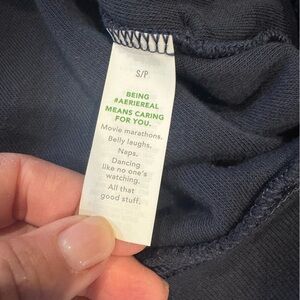 S/P
BEING
#AERIEREAL
MEANS CARING
FOR YOU.
Movie marathons.
Belly laughs.
Naps.
Dancing
like no one's
watching.
All that
good stuff.